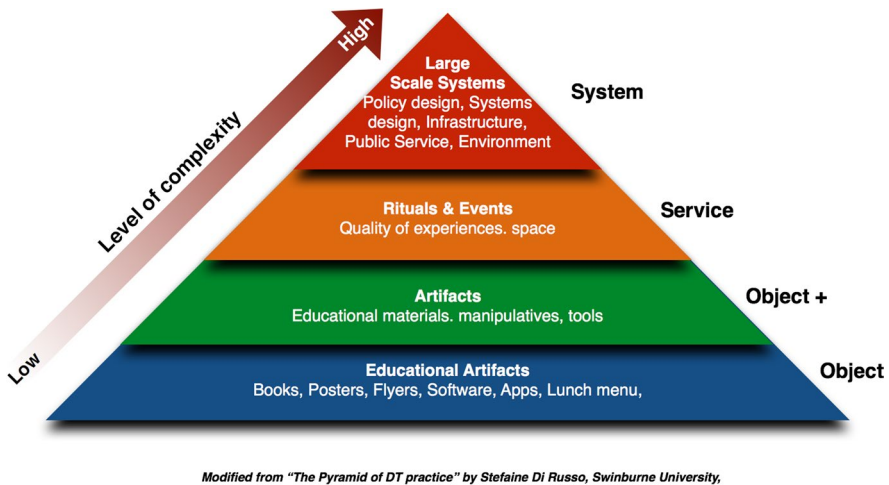 High
Level of complexity
Low
Large
Scale Systems
Policy design, Systems
design, Infrastructure,
Public Service, Environment
System
Rituals & Events
Quality of experiences. space
Service
Artifacts
Educational materials. manipulatives, tools
Object +
Educational Artifacts
Books, Posters, Flyers, Software, Apps, Lunch menu,
Object
Modified from “The Pyramid of DT practice” by Stefaine Di Russo, Swinburne University,